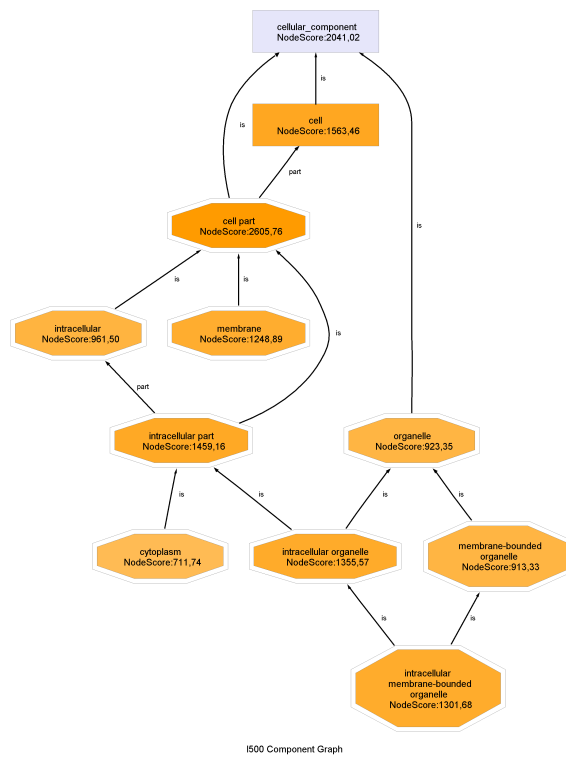 cellular_component
NodeScore:2041,02
is
is
cell
NodeScore:1563,46
part
is
cell part
NodeScore:2605,76
is
is
intracellular
NodeScore:961,50
membrane
NodeScore:1248,89
is
part
intracellular part
NodeScore:1459,16
organelle
NodeScore:923,35
is
is
is
is
cytoplasm
NodeScore:711,74
intracellular organelle
NodeScore:1355,57
membrane-bounded
organelle
NodeScore:913,33
is
is
intracellular
membrane-bounded
organelle
NodeScore:1301,68
I500 Component Graph